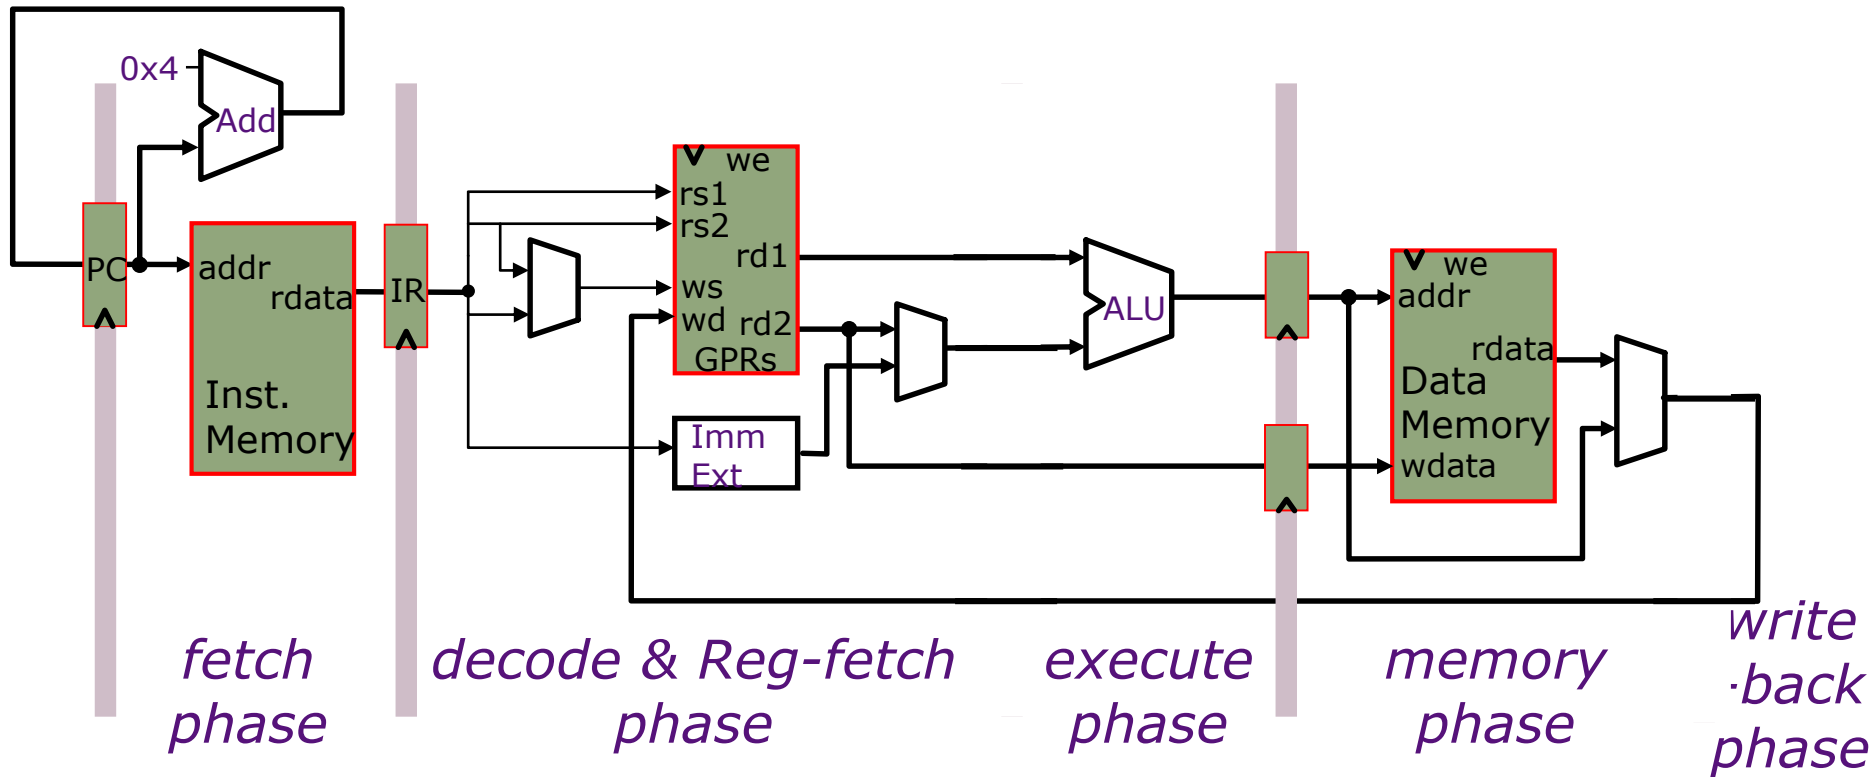 0x4
Add
PC
addr
rdata
Inst.
Memory
IR
we
rs1
rs2
rd1
ws
wd
rd2
GPRs
Imm
Ext
ALU
we
addr
rdata
Data
Memory
wdata
fetch
phase
decode & Reg-fetch
phase
execute
phase
memory
phase
write
-back
phase